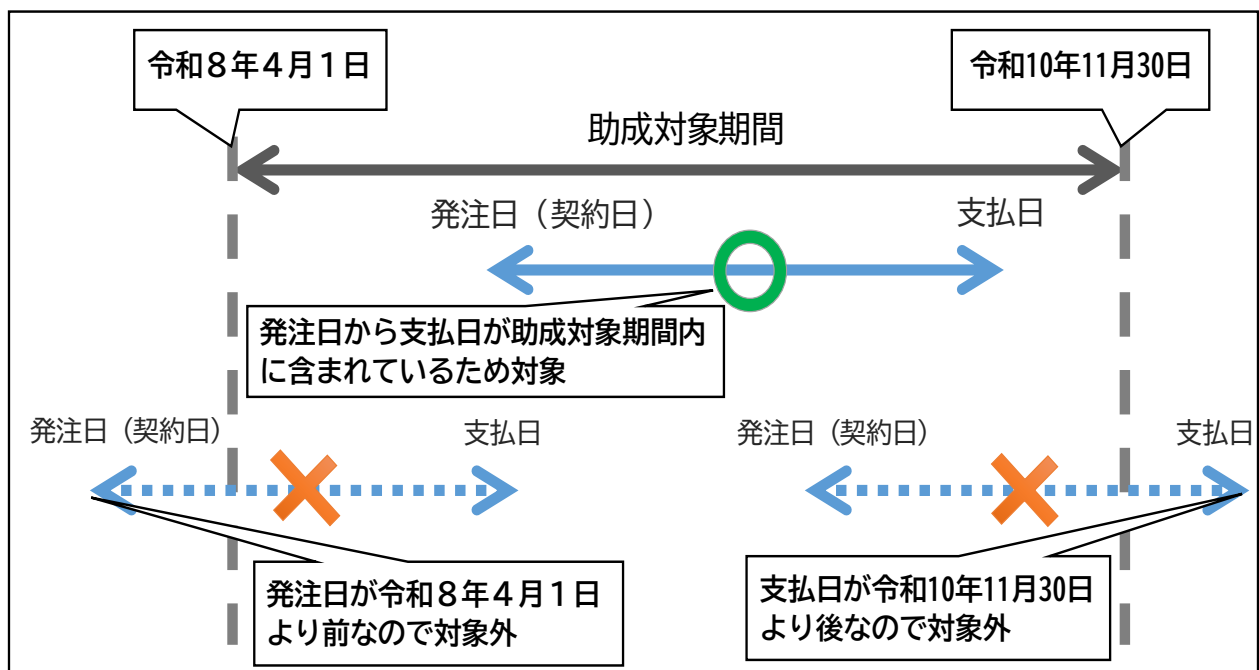 令和８年４月１日
令和10年11月30日
助成対象期間
発注日（契約日）
支払日
発注日から支払日が助成対象期間内
に含まれているため対象
発注日（契約日）
支払日
発注日（契約日）
支払日
発注日が令和８年４月１日
より前なので対象外
支払日が令和10年11月30日
より後なので対象外